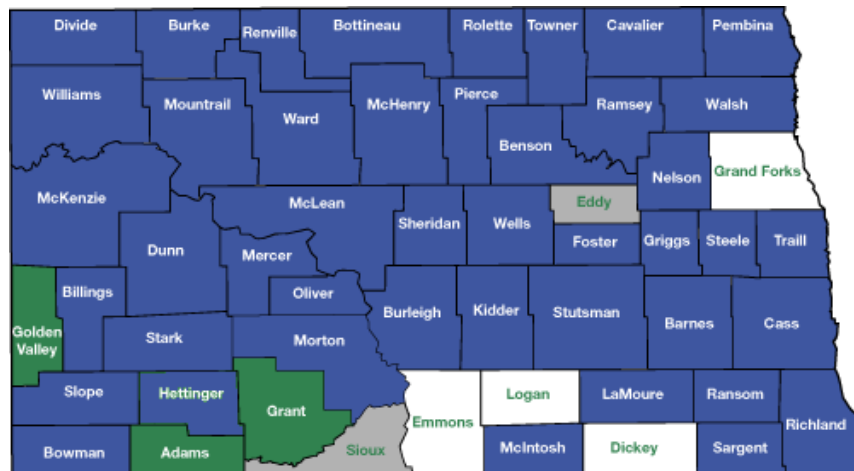 Divide
Burke
Renville
Bottineau
Rolette
Towner
Cavalier
Pembina
Williams
Mountrail
Ward
McHenry
Pierce
Benson
Ramsey
Walsh
Nelson
Grand Forks
McKenzie
Dunn
McLean
Mercer
Oliver
Sheridan
Wells
Eddy
Foster
Griggs
Steele
Traill
Golden
Valley
Billings
Stark
Morton
Burleigh
Kidder
Stutsman
Barnes
Cass
Slope
Hettinger
Grant
Emmons
Logan
LaMoure
Ransom
Richland
Bowman
Adams
Sioux
McIntosh
Dickey
Sargent